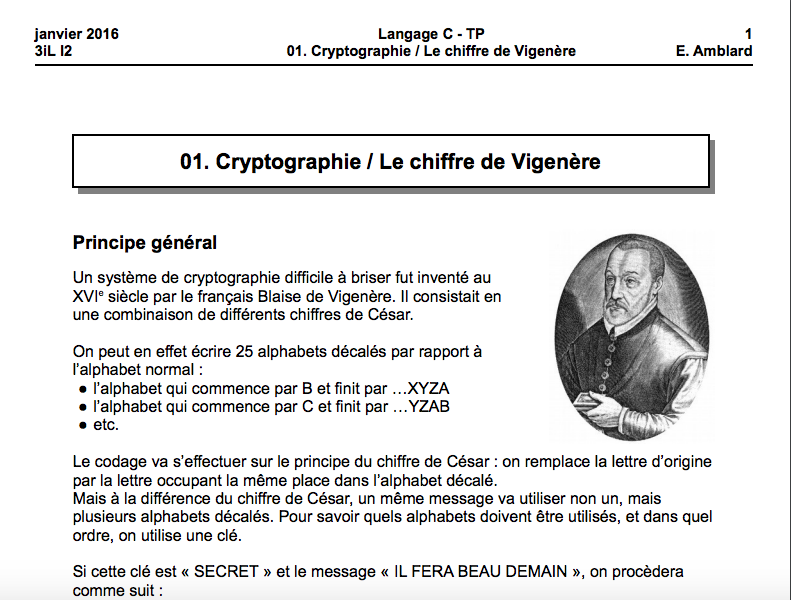 janvier 2016 Langage C - TP 1
3iL I2 01. Cryptographie / Le chiffre de Vigenère E. Amblard
01. Cryptographie / Le chiffre de Vigenère
Principe général
Un système de cryptographie difficile à briser fut inventé au
XVIe siècle par le français Blaise de Vigenère. Il consistait en
une combinaison de différents chiffres de César.
On peut en effet écrire 25 alphabets décalés par rapport à
l’alphabet normal :
● l’alphabet qui commence par B et finit par …XYZA
● l’alphabet qui commence par C et finit par …YZAB
● etc.
Le codage va s’effectuer sur le principe du chiffre de César : on remplace la lettre d’origine
par la lettre occupant la même place dans l’alphabet décalé.
Mais à la différence du chiffre de César, un même message va utiliser non un, mais
plusieurs alphabets décalés. Pour savoir quels alphabets doivent être utilisés, et dans quel
ordre, on utilise une clé.
Si cette clé est « SECRET » et le message « IL FERA BEAU DEMAIN », on procèdera
comme suit :